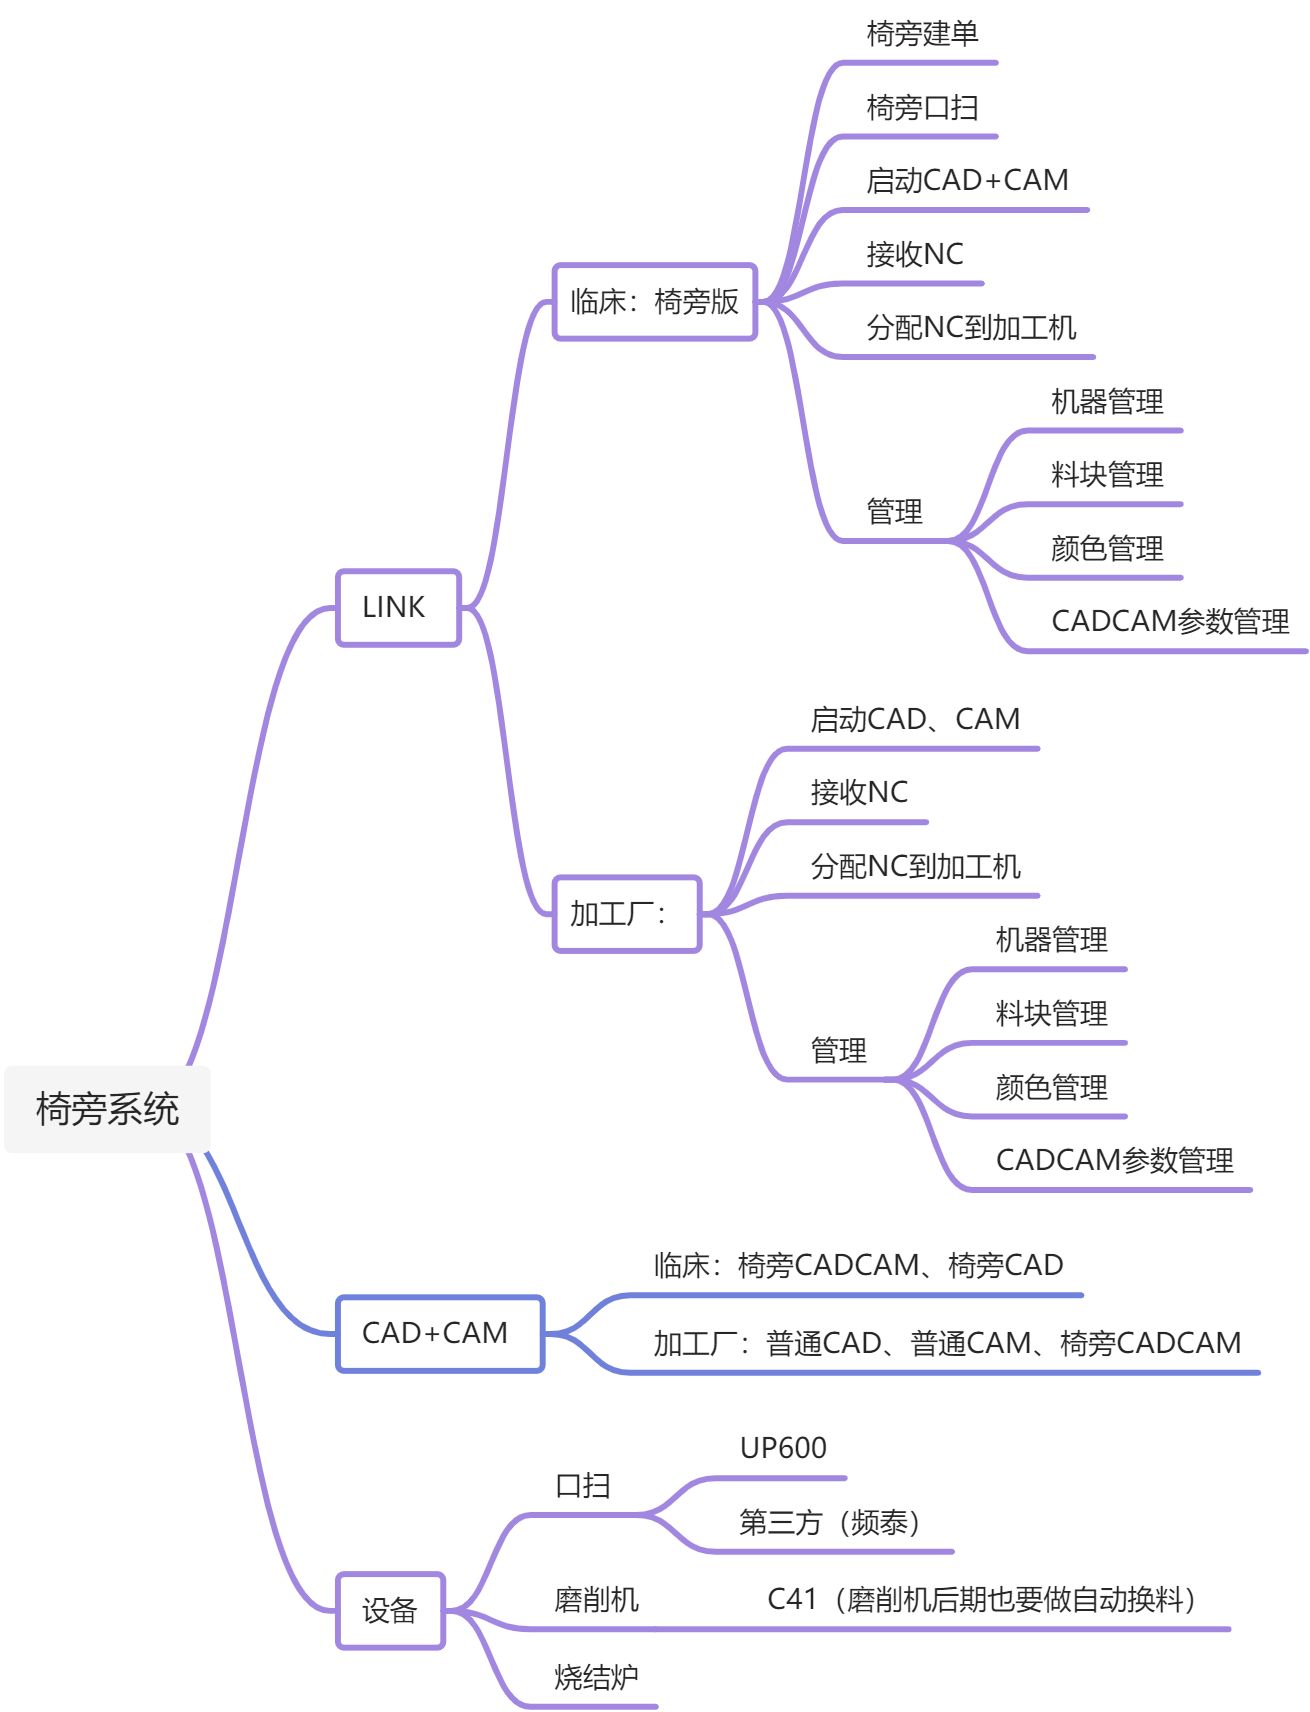 椅旁建单
椅旁口扫
启动CAD+CAM
接收NC
临床：椅旁版
分配NC到加工机
机器管理
料块管理
管理
颜色管理
LINK
CADCAM参数管理
启动CAD、CAM
接收NC
分配NC到加工机
加工厂：
机器管理
料块管理
管理
颜色管理
椅旁系统
CADCAM参数管理
临床：椅旁CADCAM、椅旁CAD
CAD+CAM
加工厂：普通CAD、普通CAM、椅旁CADCAM
UP600
口扫
第三方（频泰）
磨削机
C41（磨削机后期也要做自动换料）
设备
烧结炉